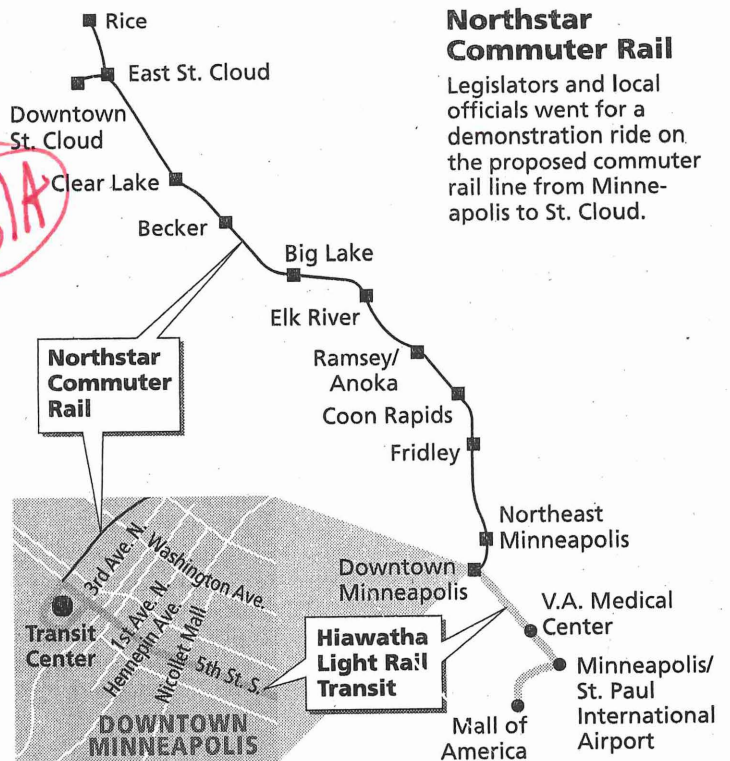 Northstar
Commuter Rail
Legislators and local
officials went for a
demonstration ride on
the proposed commuter
rail line from Minne-
apolis to St. Cloud.
Rice
East St. Cloud
Downtown
St. Cloud
Clear Lake
Becker
Big Lake
Elk River
Ramsey/
Anoka
Coon Rapids
Fridley
Northeast
Minneapolis
Downtown
Minneapolis
V.A. Medical
Center
Minneapolis/
St. Paul
International
Airport
Mall of
America
Northstar
Commuter
Rail
Hiawatha
Light Rail
Transit
3rd Ave. N.
Washington Ave.
1st Ave. N.
Hennepin Ave.
Nicollet Mall
5th St. S.
Transit
Center
DOWNTOWN
MINNEAPOLIS